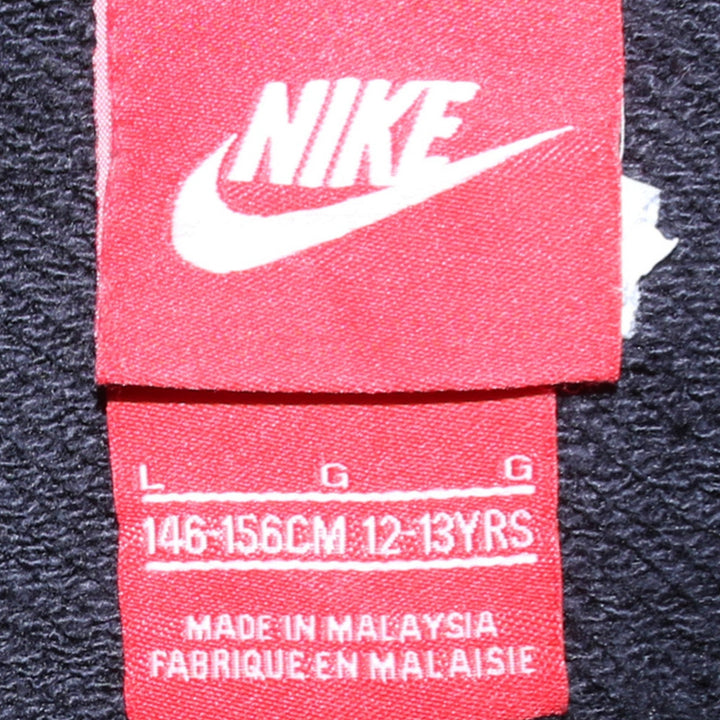 NIKE
L G G
146-156CM 12-13YRS
MADE IN MALAYSIA
FABRIQUE EN MALAISIE